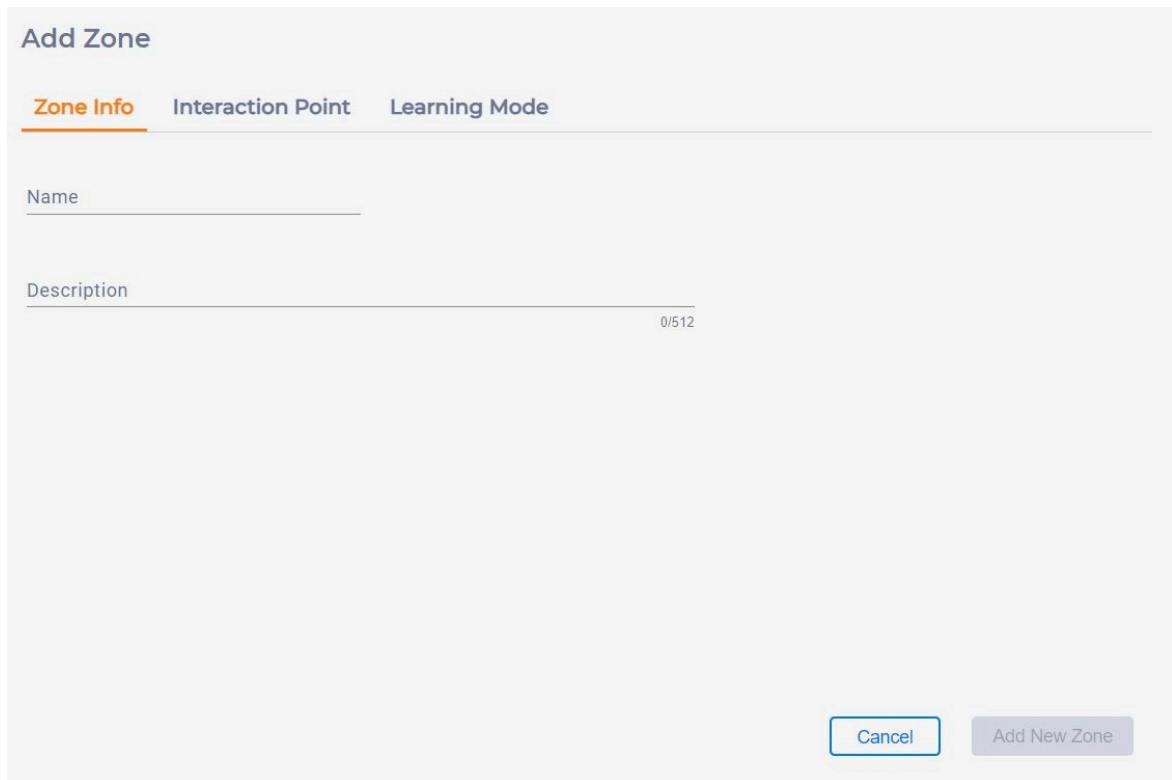 Add Zone
Zone Info Interaction Point Learning Mode
Name
Description
0/512
Cancel Add New Zone